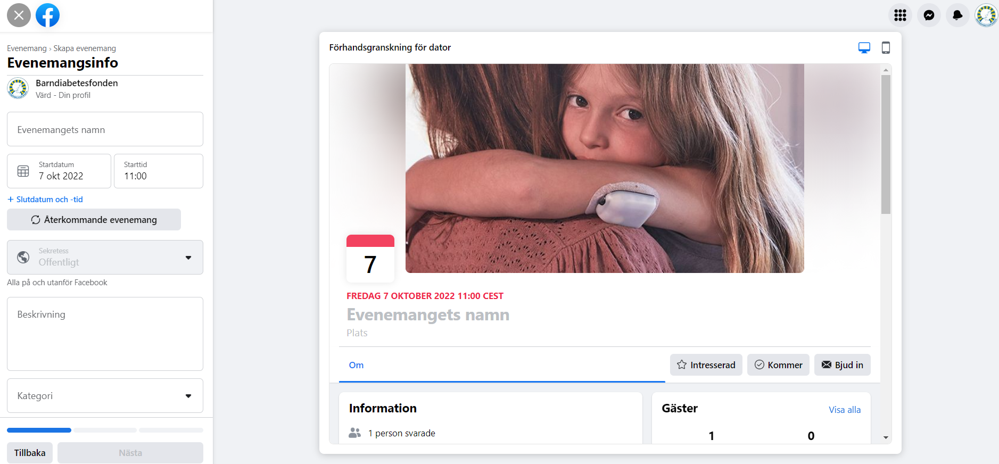 Evenemang › Skapa evenemang
Evenemangsinfo
Barndiabetesfonden
Värd - Din profil
Evenemangets namn
Startdatum
7 okt 2022
Starttid
11:00
+ Slutdatum och -tid
Återkommande evenemang
Sekretess
Offentligt
Alla på och utanför Facebook
Beskrivning
Kategori
Tillbaka
Nästa
Förhandsgranskning för dator
7
FREDAG 7 OKTOBER 2022 11:00 CEST
Evenemangets namn
Plats
Om
Intresserad
Kommer
Bjud in
Information
1 person svarade
Gäster
Visa alla
1
0